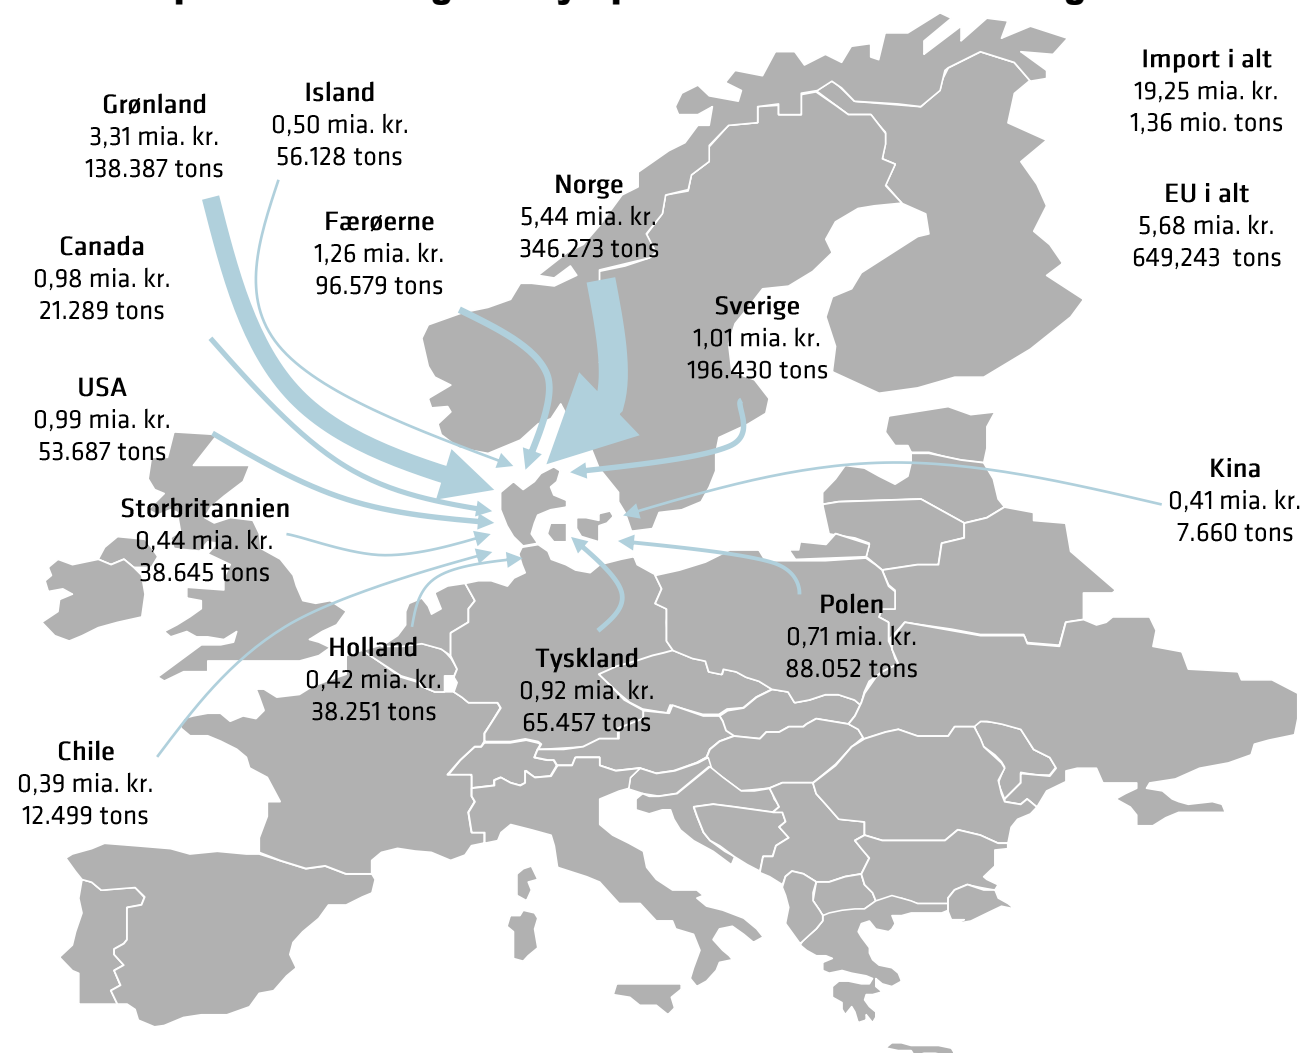 Grønland
3,31 mia. kr.
138.387 tons
Island
0,50 mia. kr.
56.128 tons
Import i alt
19,25 mia. kr.
1,36 mio. tons
Norge
5,44 mia. kr.
346.273 tons
EU i alt
5,68 mia. kr.
649,243 tons
Færøerne
1,26 mia. kr.
96.579 tons
Canada
0,98 mia. kr.
21.289 tons
Sverige
1,01 mia. kr.
196.430 tons
USA
0,99 mia. kr.
53.687 tons
Kina
0,41 mia. kr.
7.660 tons
Storbritannien
0,44 mia. kr.
38.645 tons
Polen
0,71 mia. kr.
88.052 tons
Holland
0,42 mia. kr.
38.251 tons
Tyskland
0,92 mia. kr.
65.457 tons
Chile
0,39 mia. kr.
12.499 tons